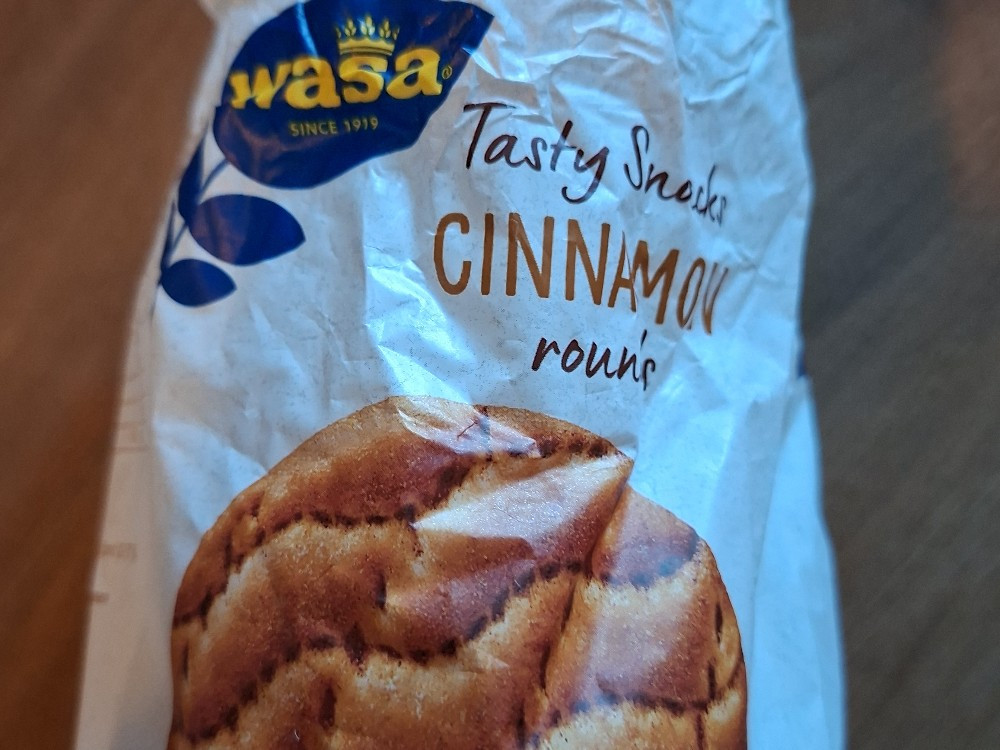 wasa®
SINCE 1919
Tasty Snacks
CINNAMON
rounds